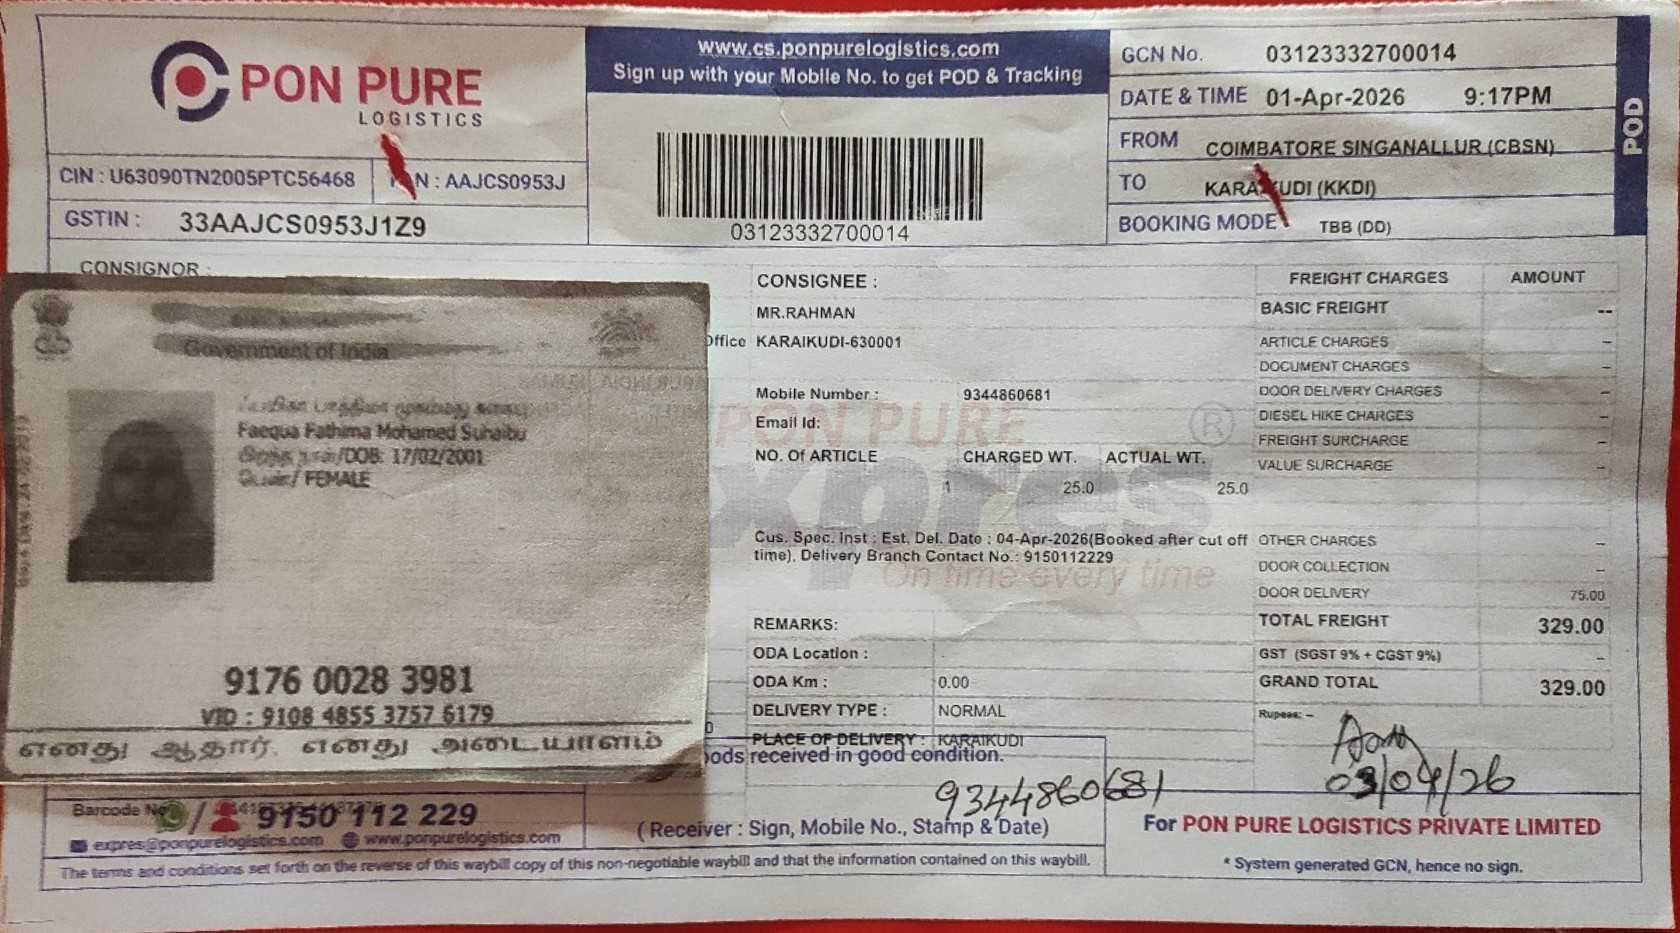 PON PURE
LOGISTICS
www.cs.ponpurelogistics.com
Sign up with your Mobile No. to get POD & Tracking
03123332700014
GCN No. 03123332700014
DATE & TIME 01-Apr-2026 9:17PM
FROM COIMBATORE SINGANALLUR (CBSN)
TO KARAIKUDI (KKDI)
BOOKING MODE TBB (DD)
POD
CIN : U63090TN2005PTC56468
PAN : AAJCS0953J
GSTIN : 33AAJCS0953J1Z9
CONSIGNOR :
Government of India
Faequa Fathima Mohamed Suhaibu
/DOB: 17/02/2001
/ FEMALE
9176 0028 3981
VID : 9108 4855 3757 6179
எனது ஆதார், எனது அடையாளம்
Office
CONSIGNEE :
MR.RAHMAN
KARAIKUDI-630001
Mobile Number : 9344860681
Email Id:
PON PURE ®
xpres
On time every time
NO. Of ARTICLE CHARGED WT. ACTUAL WT.
1 25.0 25.0
Cus. Spec. Inst : Est. Del. Date : 04-Apr-2026(Booked after cut off
time), Delivery Branch Contact No.: 9150112229
REMARKS:
ODA Location :
ODA Km : 0.00
DELIVERY TYPE : NORMAL
PLACE OF DELIVERY : KARAIKUDI
FREIGHT CHARGES AMOUNT
BASIC FREIGHT --
ARTICLE CHARGES -
DOCUMENT CHARGES -
DOOR DELIVERY CHARGES -
DIESEL HIKE CHARGES -
FREIGHT SURCHARGE -
VALUE SURCHARGE -
OTHER CHARGES -
DOOR COLLECTION -
DOOR DELIVERY 75.00
TOTAL FREIGHT 329.00
GST (SGST 9% + CGST 9%) -
GRAND TOTAL 329.00
Rupees: -
03/04/26
received in good condition.
9344860681
(Receiver : Sign, Mobile No., Stamp & Date)
Barcode No
/ 9150 112 229
expres@ponpurelogistics.com www.ponpurelogistics.com
For PON PURE LOGISTICS PRIVATE LIMITED
* System generated GCN, hence no sign.
The terms and conditions set forth on the reverse of this waybill copy of this non-negotiable waybill and that the information contained on this waybill.